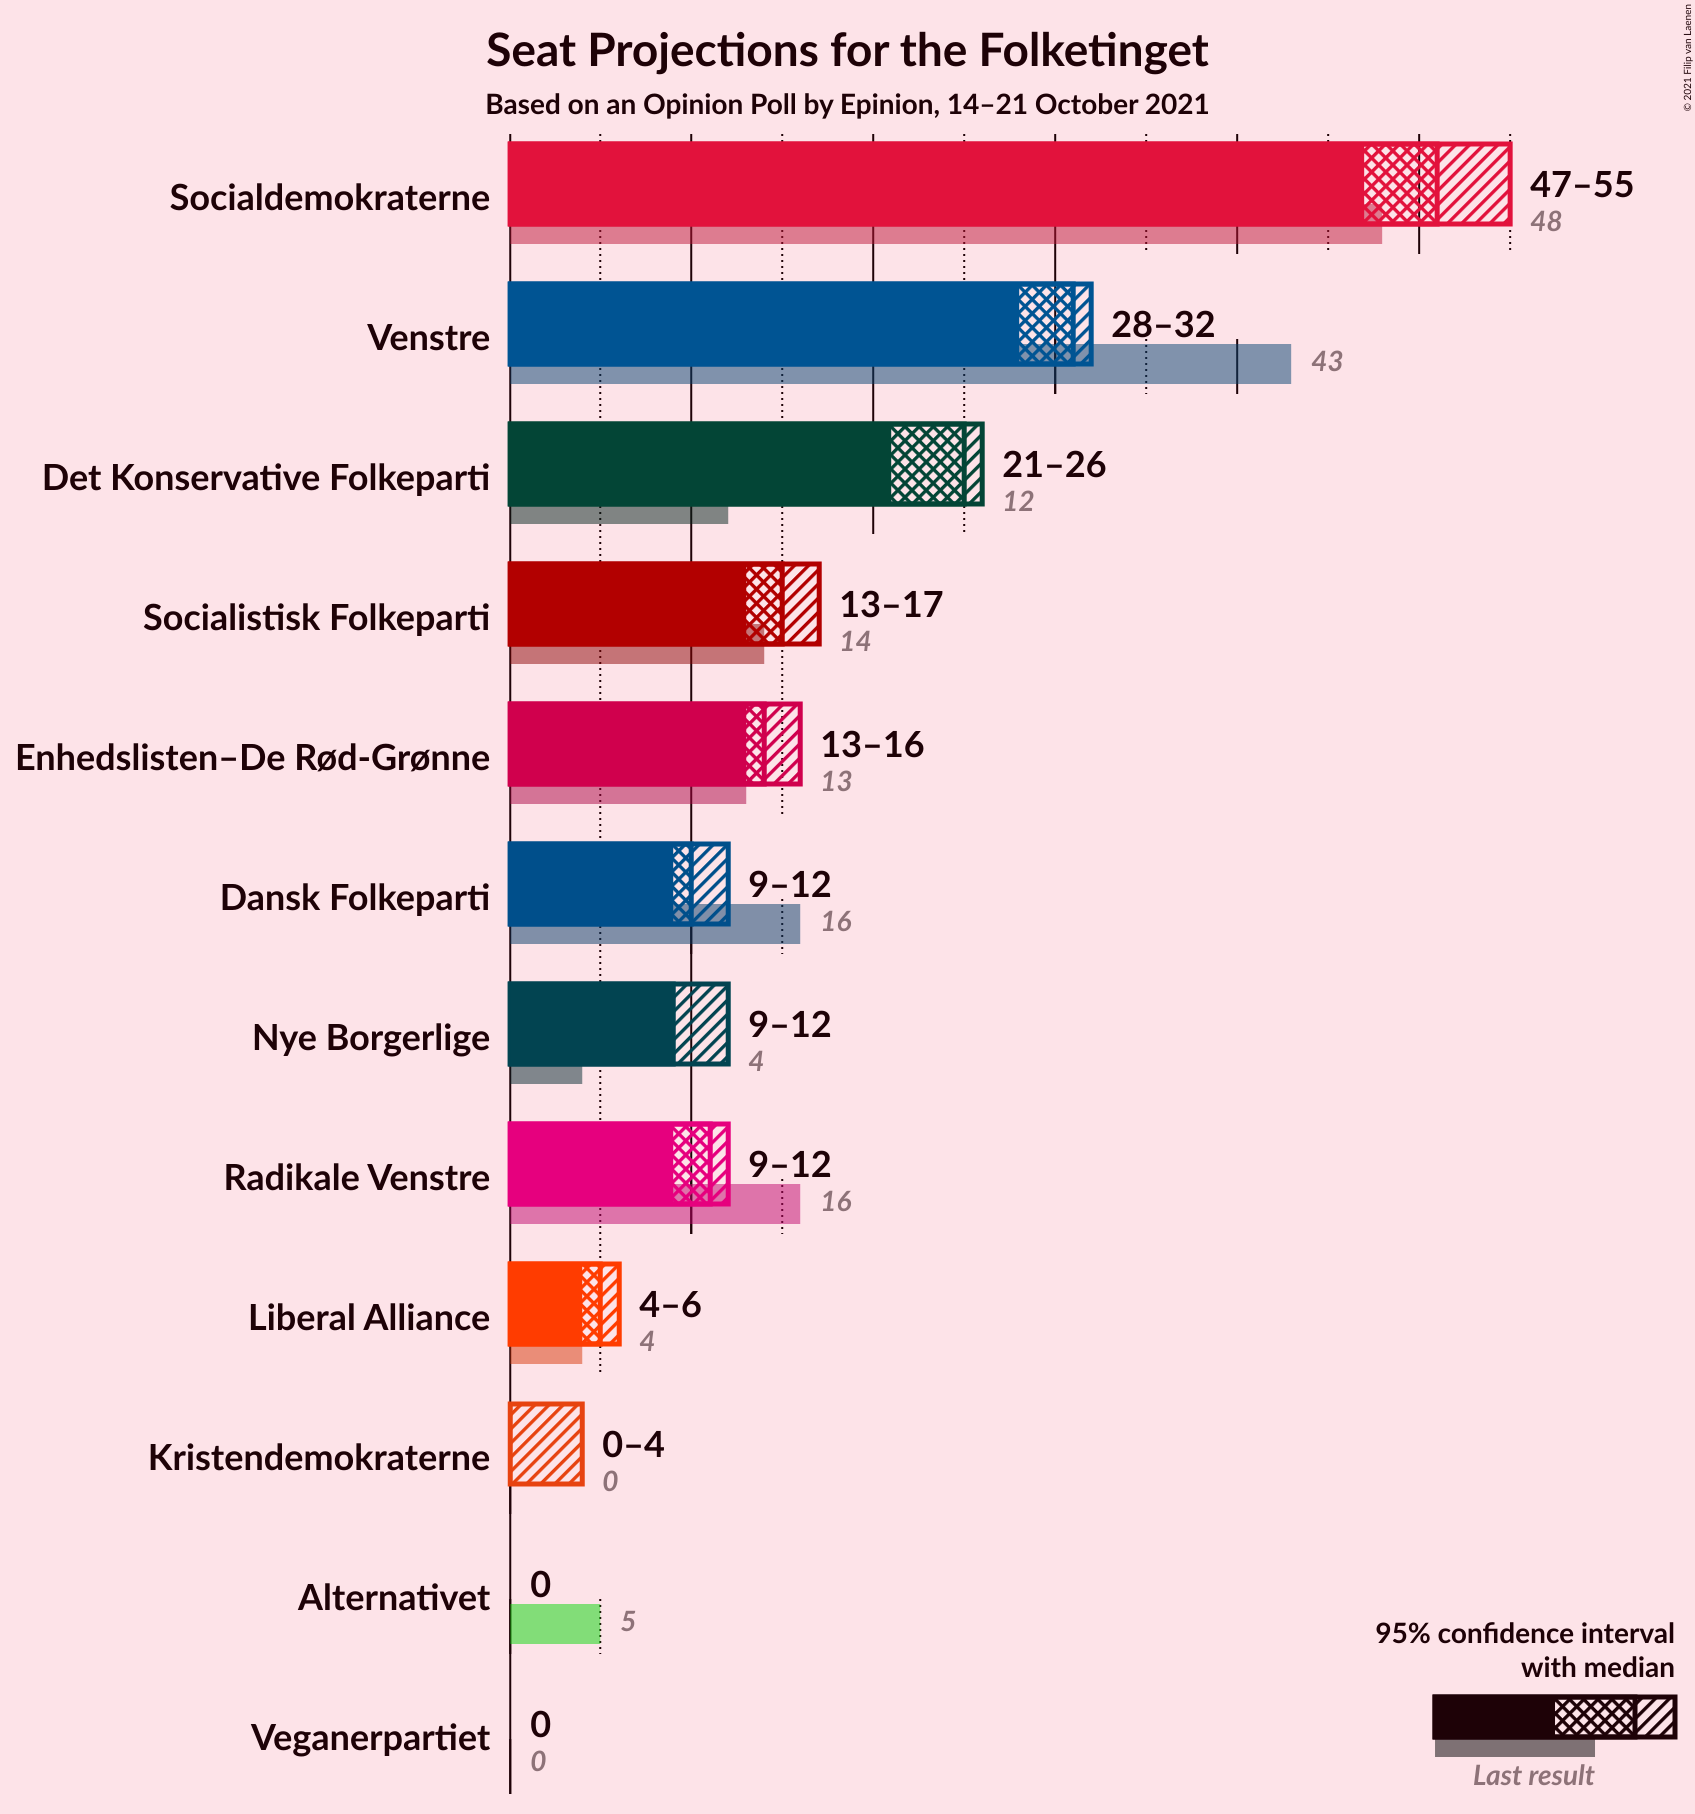 Seat Projections for the Folketinget
Based on an Opinion Poll by Epinion, 14–21 October 2021
© 2021 Filip van Laenen
Socialdemokraterne
47–55
48
Venstre
28–32
43
Det Konservative Folkeparti
21–26
12
Socialistisk Folkeparti
13–17
14
Enhedslisten–De Rød-Grønne
13–16
13
Dansk Folkeparti
9–12
16
Nye Borgerlige
9–12
4
Radikale Venstre
9–12
16
Liberal Alliance
4–6
4
Kristendemokraterne
0–4
0
Alternativet
0
5
Veganerpartiet
0
0
95% confidence interval
with median
Last result